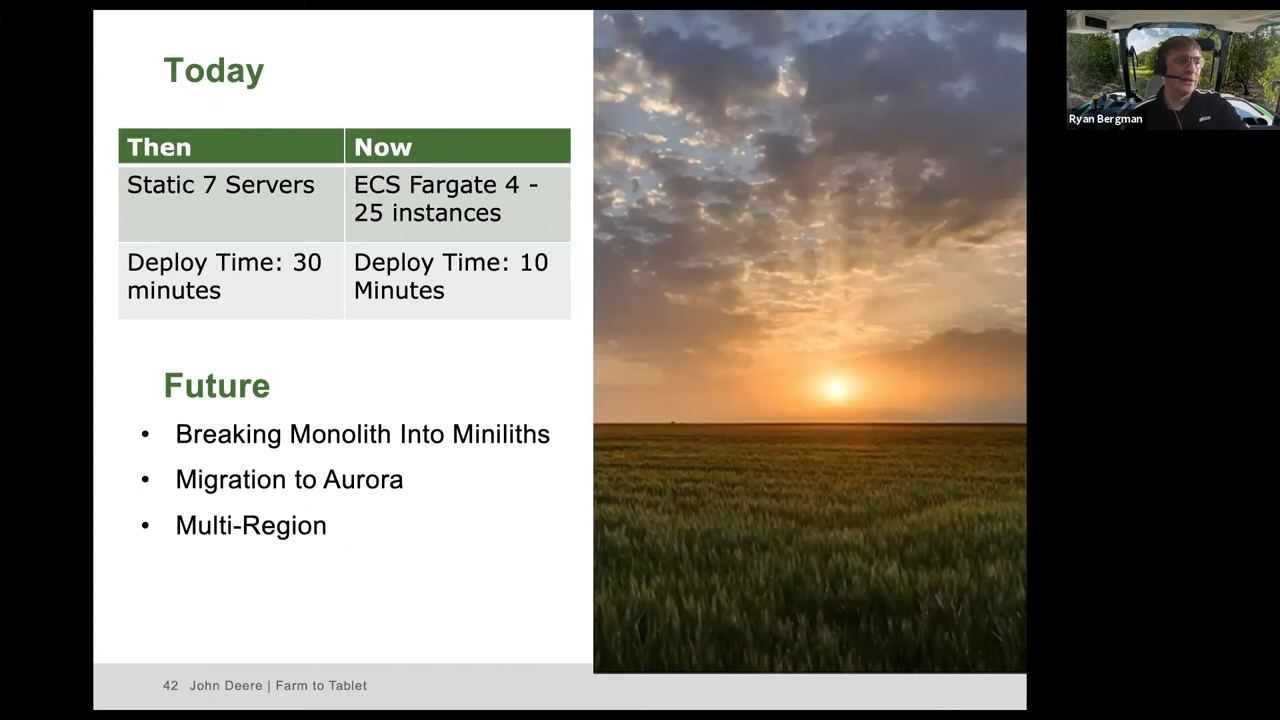 Today
Then
Now
Static 7 Servers
ECS Fargate 4 -
25 instances
Deploy Time: 30
minutes
Deploy Time: 10
Minutes
Future
• Breaking Monolith Into Miniliths
• Migration to Aurora
• Multi-Region
42 John Deere | Farm to Tablet
Ryan Bergman